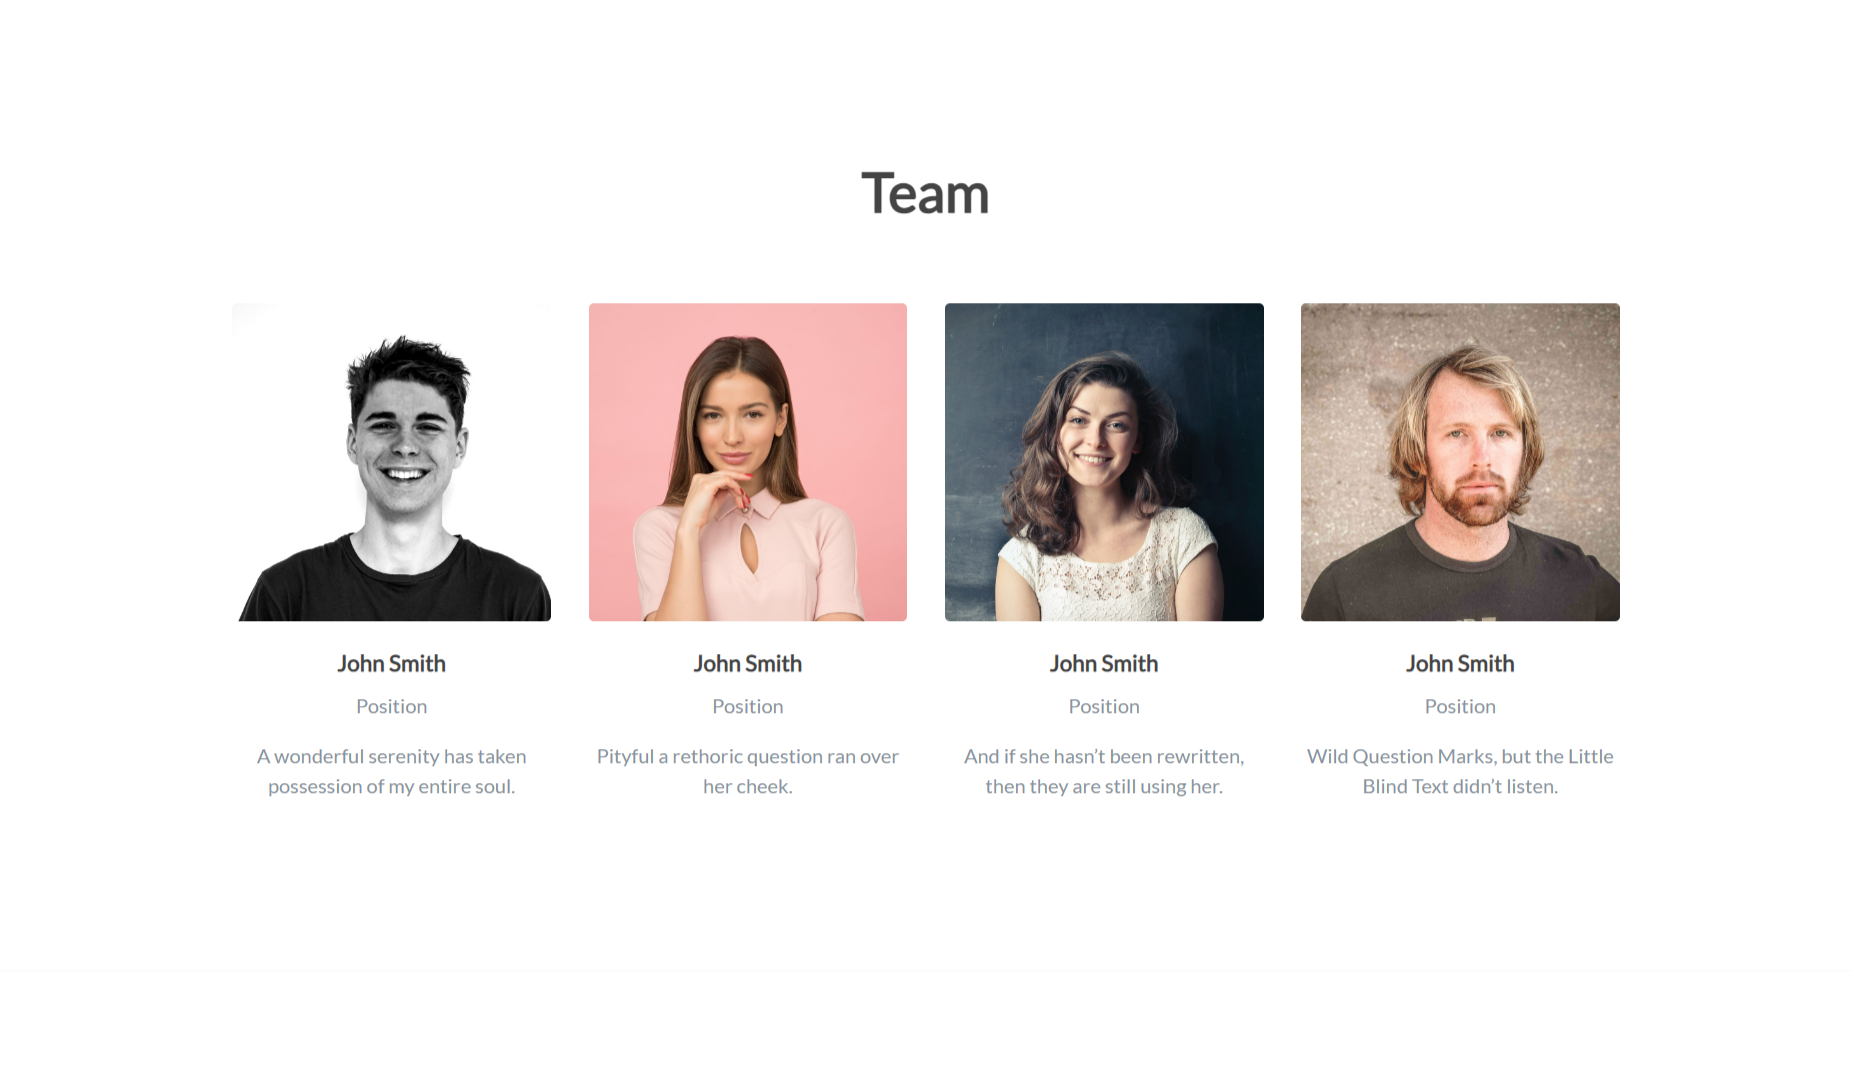 Team
John Smith
Position
A wonderful serenity has taken
possession of my entire soul.
John Smith
Position
Pityful a rethoric question ran over
her cheek.
John Smith
Position
And if she hasn’t been rewritten,
then they are still using her.
John Smith
Position
Wild Question Marks, but the Little
Blind Text didn’t listen.